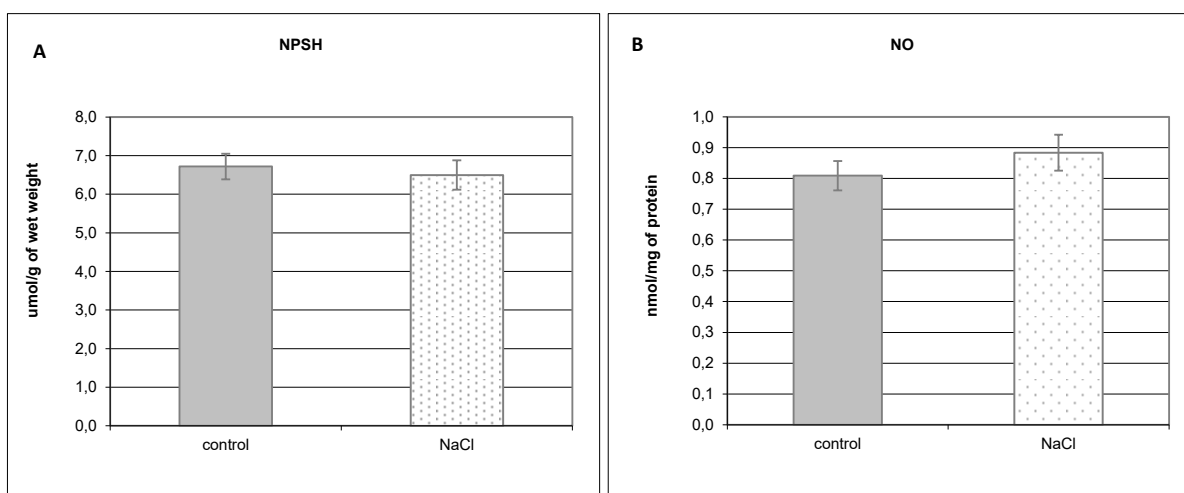 A
NPSH
umol/g of wet weight
8,0
7,0
6,0
5,0
4,0
3,0
2,0
1,0
0,0
control
NaCl
B
NO
nmol/mg of protein
1,0
0,9
0,8
0,7
0,6
0,5
0,4
0,3
0,2
0,1
0,0
control
NaCl